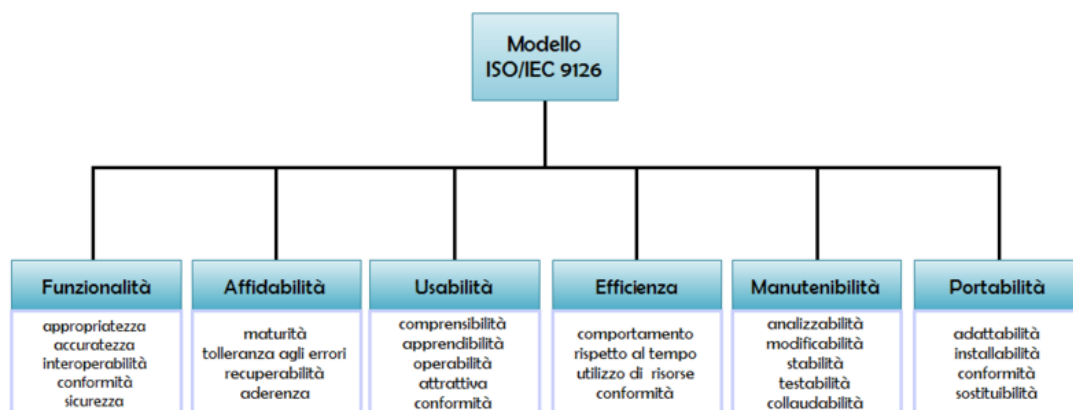 Modello
ISO/IEC 9126
Funzionalità
appropriatezza
accuratezza
interoperabilità
conformità
sicurezza
Affidabilità
maturità
tolleranza agli errori
recuperabilità
aderenza
Usabilità
comprensibilità
apprendibilità
operabilità
attrattiva
conformità
Efficienza
comportamento
rispetto al tempo
utilizzo di risorse
conformità
Manutenibilità
analizzabilità
modificabilità
stabilità
testabilità
collaudabilità
Portabilità
adattabilità
installabilità
conformità
sostituibilità